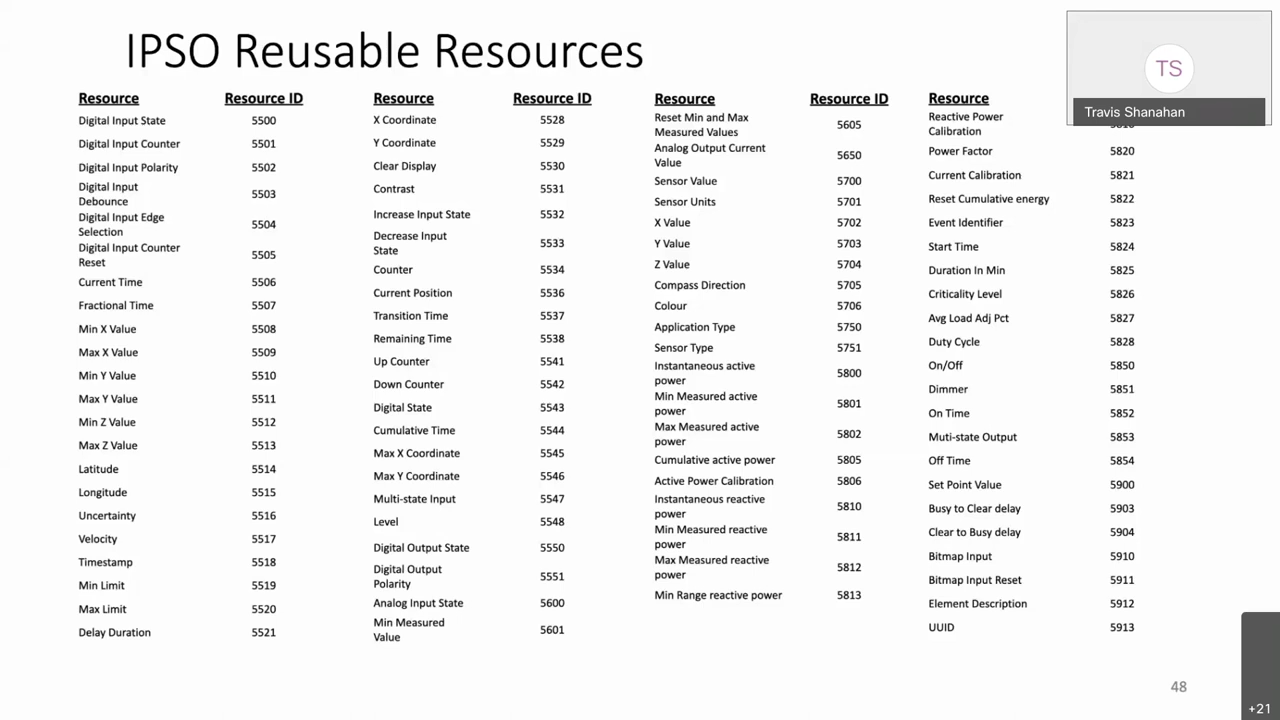 IPSO Reusable Resources
Resource Resource ID
Digital Input State 5500
Digital Input Counter 5501
Digital Input Polarity 5502
Digital Input
Debounce 5503
Digital Input Edge
Selection 5504
Digital Input Counter
Reset 5505
Current Time 5506
Fractional Time 5507
Min X Value 5508
Max X Value 5509
Min Y Value 5510
Max Y Value 5511
Min Z Value 5512
Max Z Value 5513
Latitude 5514
Longitude 5515
Uncertainty 5516
Velocity 5517
Timestamp 5518
Min Limit 5519
Max Limit 5520
Delay Duration 5521
Resource Resource ID
X Coordinate 5528
Y Coordinate 5529
Clear Display 5530
Contrast 5531
Increase Input State 5532
Decrease Input
State 5533
Counter 5534
Current Position 5536
Transition Time 5537
Remaining Time 5538
Up Counter 5541
Down Counter 5542
Digital State 5543
Cumulative Time 5544
Max X Coordinate 5545
Max Y Coordinate 5546
Multi-state Input 5547
Level 5548
Digital Output State 5550
Digital Output
Polarity 5551
Analog Input State 5600
Min Measured
Value 5601
Resource Resource ID
Reset Min and Max
Measured Values 5605
Analog Output Current
Value 5650
Sensor Value 5700
Sensor Units 5701
X Value 5702
Y Value 5703
Z Value 5704
Compass Direction 5705
Colour 5706
Application Type 5750
Sensor Type 5751
Instantaneous active
power 5800
Min Measured active
power 5801
Max Measured active
power 5802
Cumulative active power 5805
Active Power Calibration 5806
Instantaneous reactive
power 5810
Min Measured reactive
power 5811
Max Measured reactive
power 5812
Min Range reactive power 5813
Resource
Reactive Power
Calibration
Power Factor 5820
Current Calibration 5821
Reset Cumulative energy 5822
Event Identifier 5823
Start Time 5824
Duration In Min 5825
Criticality Level 5826
Avg Load Adj Pct 5827
Duty Cycle 5828
On/Off 5850
Dimmer 5851
On Time 5852
Muti-state Output 5853
Off Time 5854
Set Point Value 5900
Busy to Clear delay 5903
Clear to Busy delay 5904
Bitmap Input 5910
Bitmap Input Reset 5911
Element Description 5912
UUID 5913
TS
Travis Shanahan
48
+21